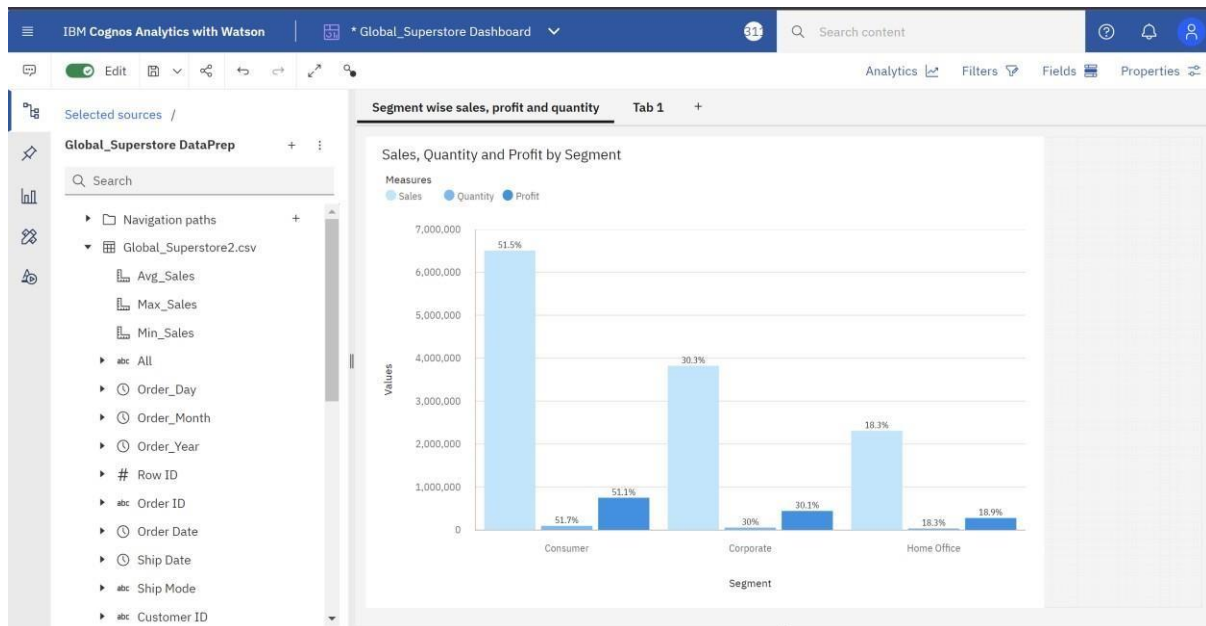 IBM Cognos Analytics with Watson
* Global_Superstore Dashboard
Search content
Edit
Analytics
Filters
Fields
Properties
Selected sources /
Global_Superstore DataPrep
Search
Navigation paths
Global_Superstore2.csv
Avg_Sales
Max_Sales
Min_Sales
abc All
Order_Day
Order_Month
Order_Year
# Row ID
abc Order ID
Order Date
Ship Date
abc Ship Mode
abc Customer ID
Segment wise sales, profit and quantity
Tab 1
+
Sales, Quantity and Profit by Segment
Measures
Sales Quantity Profit
7,000,000
6,000,000
5,000,000
4,000,000
3,000,000
2,000,000
1,000,000
0
Values
51.5%
51.7%
51.1%
30.3%
30%
30.1%
18.3%
18.3%
18.9%
Consumer
Corporate
Home Office
Segment